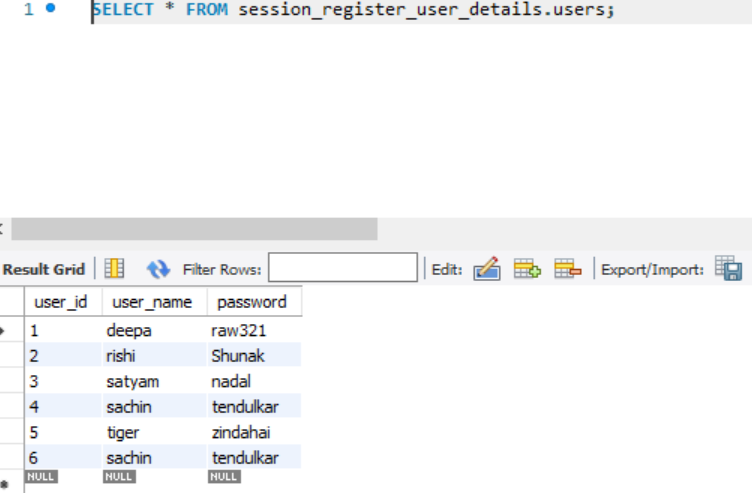 1 SELECT * FROM session_register_user_details.users;
Result Grid Filter Rows: Edit: Export/Import:
user_id user_name password
1 deepa raw321
2 rishi Shunak
3 satyam nadal
4 sachin tendulkar
5 tiger zindahai
6 sachin tendulkar
NULL NULL NULL